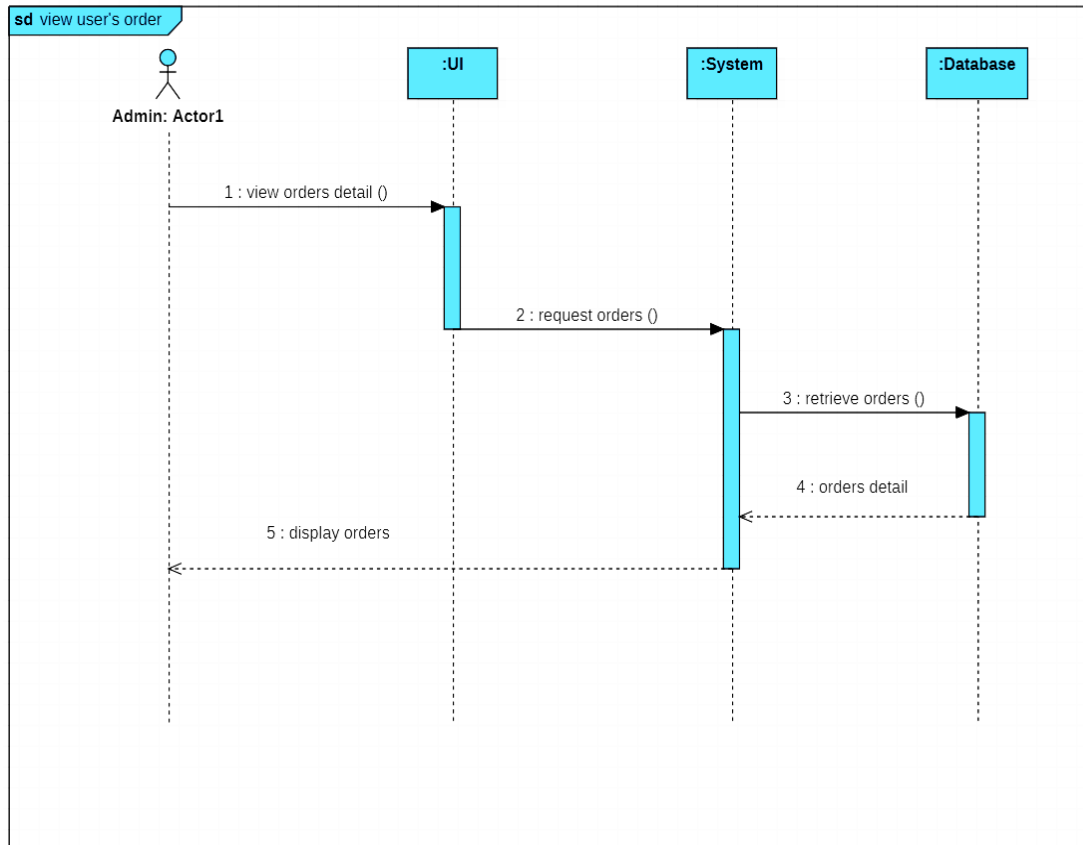 sd view user's order
:UI
:System
:Database
Admin: Actor1
1 : view orders detail ()
2 : request orders ()
3 : retrieve orders ()
4 : orders detail
5 : display orders